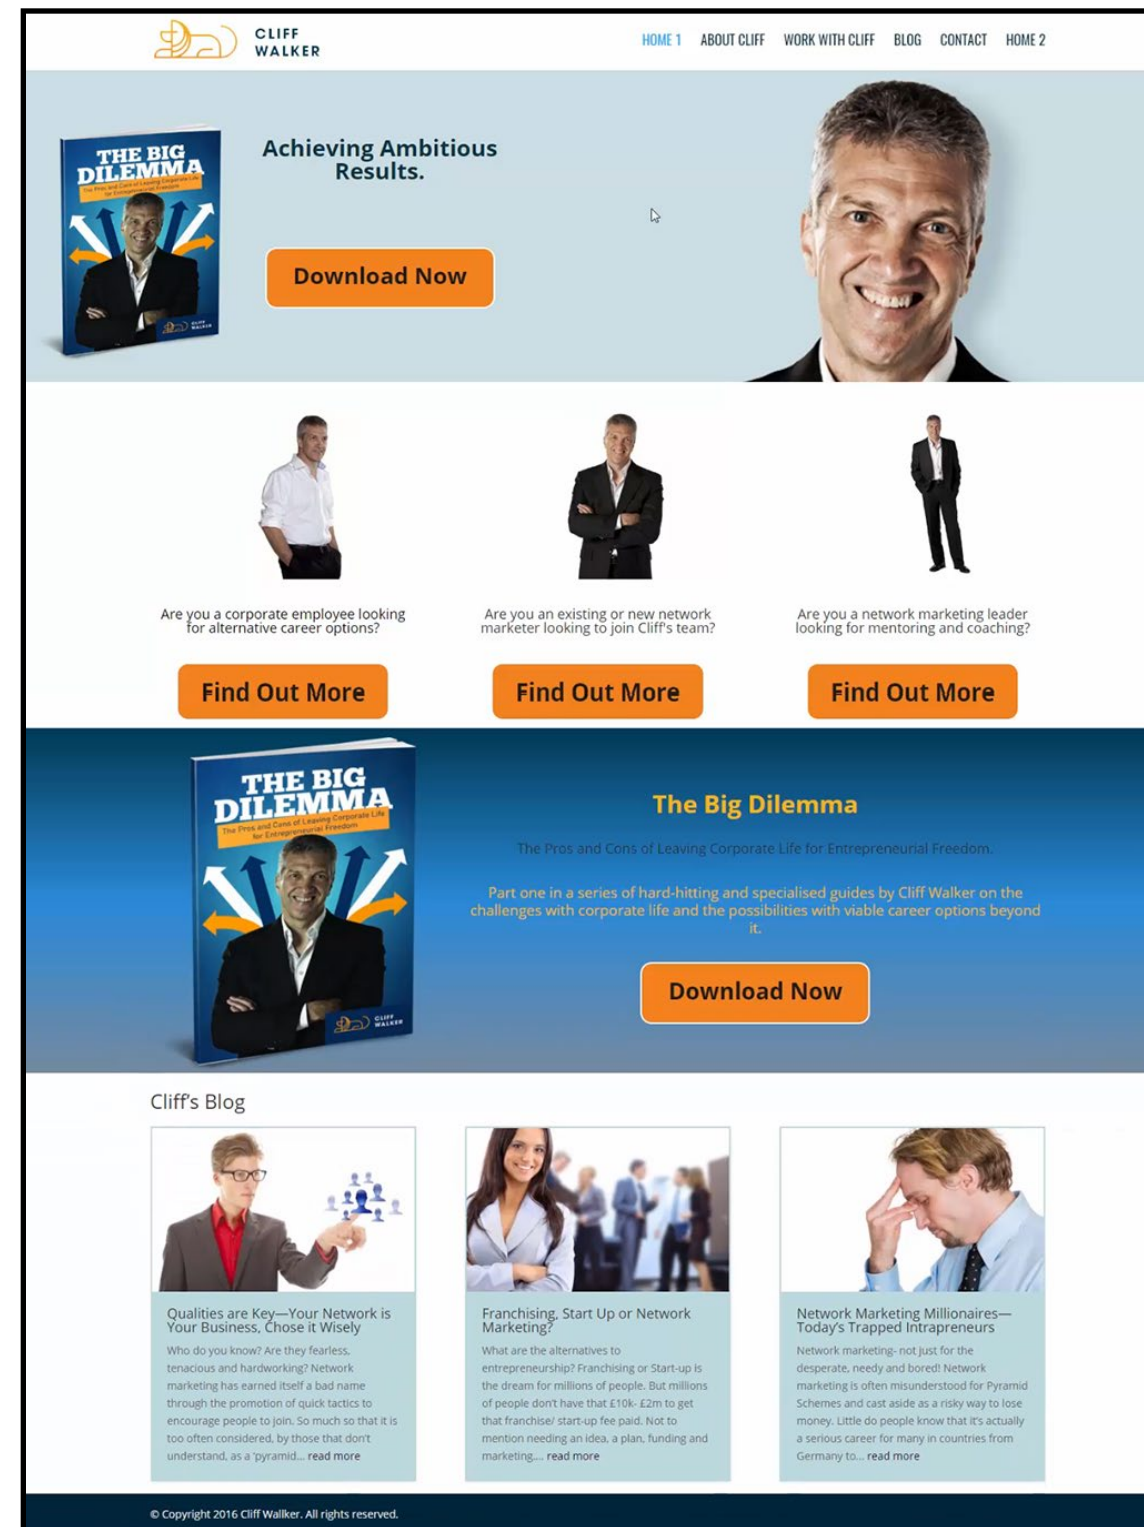 CLIFF
WALKER
HOME 1 ABOUT CLIFF WORK WITH CLIFF BLOG CONTACT HOME 2
THE BIG
DILEMMA
The Pros and Cons of Leaving Corporate Life
for Entrepreneurial Freedom
CLIFF
WALKER
Achieving Ambitious
Results.
Download Now
Are you a corporate employee looking
for alternative career options?
Find Out More
Are you an existing or new network
marketer looking to join Cliff's team?
Find Out More
Are you a network marketing leader
looking for mentoring and coaching?
Find Out More
THE BIG
DILEMMA
The Pros and Cons of Leaving Corporate Life
for Entrepreneurial Freedom
CLIFF
WALKER
The Big Dilemma
The Pros and Cons of Leaving Corporate Life for Entrepreneurial Freedom.
Part one in a series of hard-hitting and specialised guides by Cliff Walker on the
challenges with corporate life and the possibilities with viable career options beyond
it.
Download Now
Cliff's Blog
Qualities are Key—Your Network is
Your Business, Chose it Wisely
Who do you know? Are they fearless,
tenacious and hardworking? Network
marketing has earned itself a bad name
through the promotion of quick tactics to
encourage people to join. So much so that it is
too often considered, by those that don't
understand, as a 'pyramid... read more
Franchising, Start Up or Network
Marketing?
What are the alternatives to
entrepreneurship? Franchising or Start-up is
the dream for millions of people. But millions
of people don't have that £10k- £2m to get
that franchise/ start-up fee paid. Not to
mention needing an idea, a plan, funding and
marketing.... read more
Network Marketing Millionaires—
Today's Trapped Intrapreneurs
Network marketing- not just for the
desperate, needy and bored! Network
marketing is often misunderstood for Pyramid
Schemes and cast aside as a risky way to lose
money. Little do people know that it's actually
a serious career for many in countries from
Germany to... read more
© Copyright 2016 Cliff Wallker. All rights reserved.